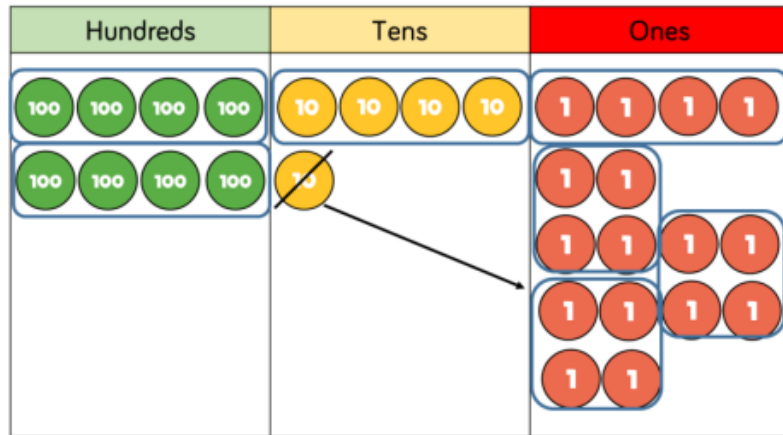 Hundreds Tens Ones
100 100 100 100 10 10 10 10 1 1 1 1
100 100 100 100 10 1 1
1 1 1 1
1 1 1 1
1 1